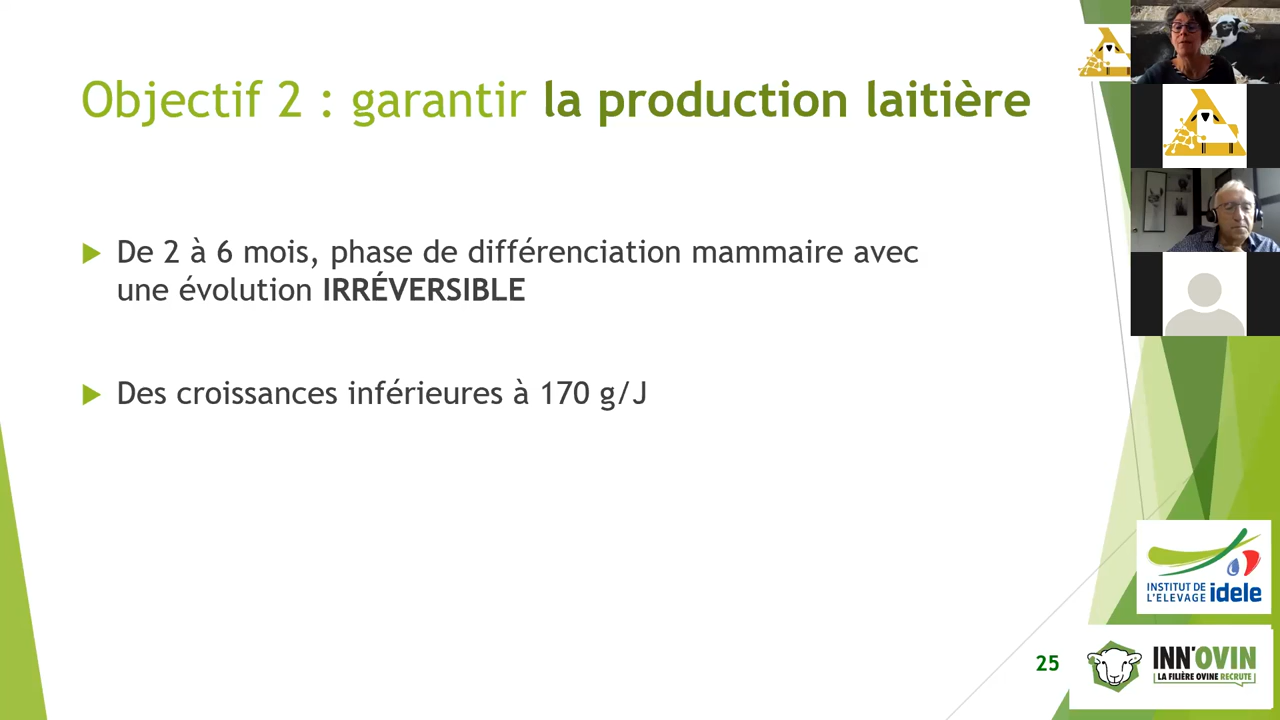 Objectif 2 : garantir la production laitière
De 2 à 6 mois, phase de différenciation mammaire avec
une évolution IRRÉVERSIBLE
Des croissances inférieures à 170 g/J
INSTITUT DE
L'ELEVAGE idele
25
INN'OVIN
LA FILIÈRE OVINE RECRUTE